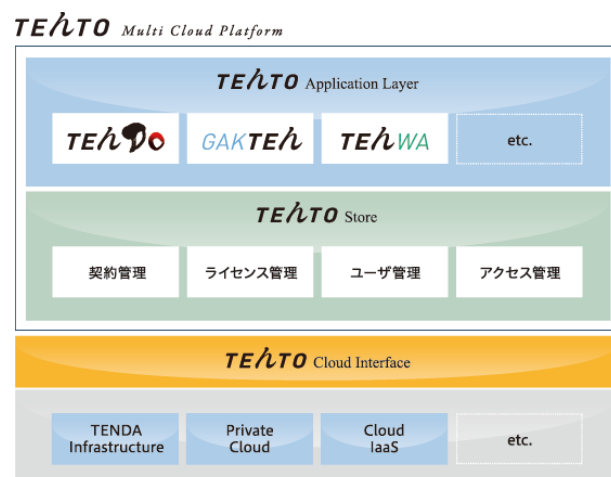 TEんTO Multi Cloud Platform
TEんTO Application Layer
TEんDO
GAKTEん
TEんWA
etc.
TEんTO Store
契約管理
ライセンス管理
ユーザ管理
アクセス管理
TEんTO Cloud Interface
TENDA
Infrastructure
Private
Cloud
Cloud
IaaS
etc.